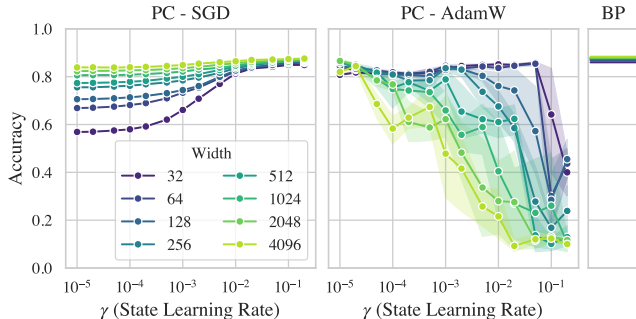 PC - SGD
PC - AdamW
BP
Accuracy
1.0
0.8
0.6
0.4
0.2
0.0
Width
32
64
128
256
512
1024
2048
4096
10⁻⁵ 10⁻⁴ 10⁻³ 10⁻² 10⁻¹
10⁻⁵ 10⁻⁴ 10⁻³ 10⁻² 10⁻¹
γ (State Learning Rate)
γ (State Learning Rate)